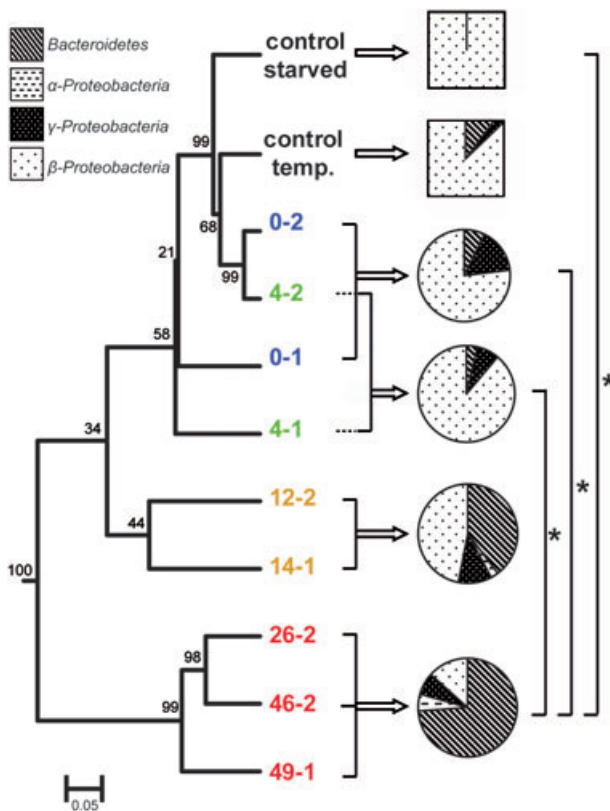 Bacteroidetes
α-Proteobacteria
γ-Proteobacteria
β-Proteobacteria
control
starved
control
temp.
0-2
4-2
0-1
4-1
12-2
14-1
26-2
46-2
49-1
99
68
99
21
58
34
44
100
98
99
*
*
*
0.05